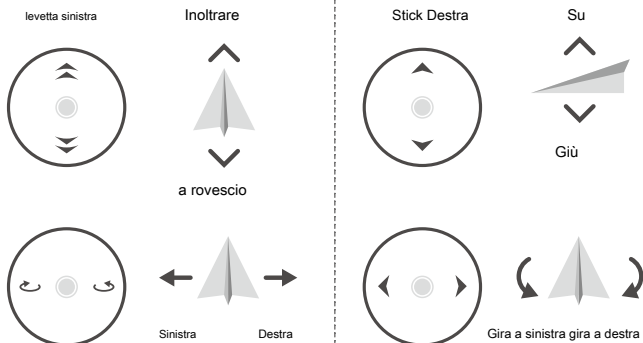 levetta sinistra
Inoltrare
a rovescio
Sinistra Destra
Stick Destra
Su
Giù
Gira a sinistra gira a destra